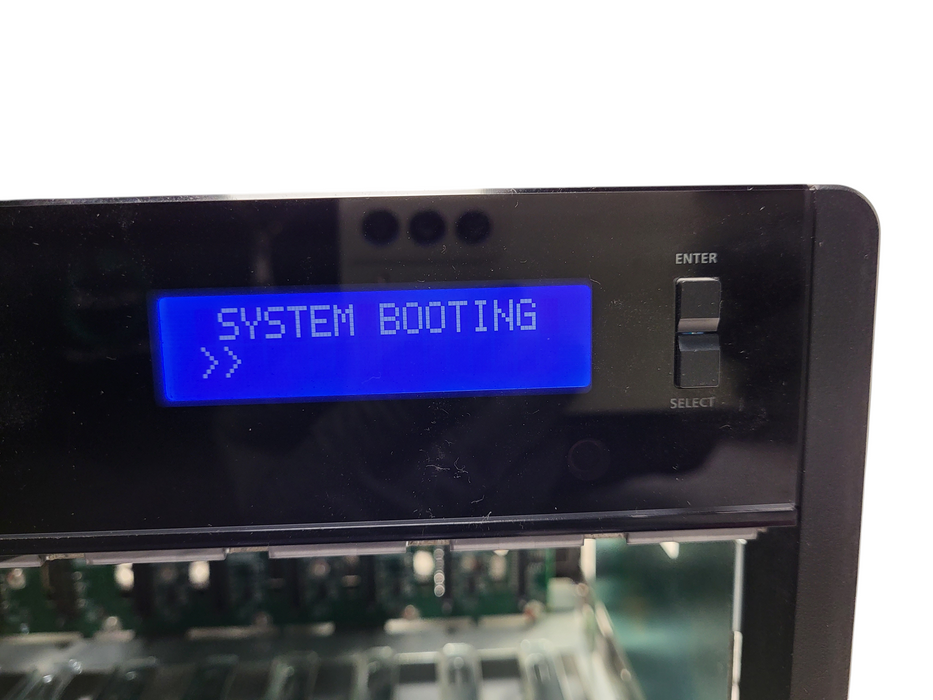 ENTER
SYSTEM BOOTING
>>
SELECT